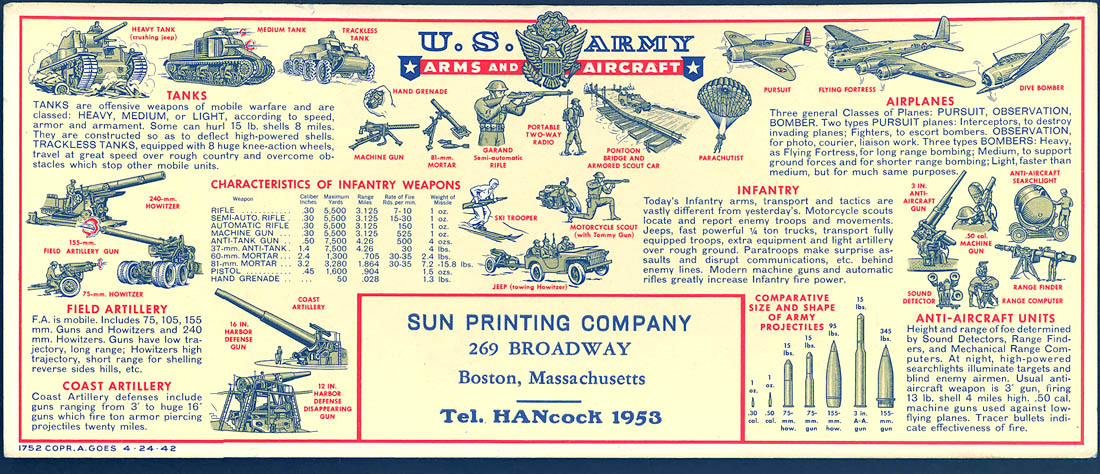 U.S. ARMY
ARMS AND AIRCRAFT
HEAVY TANK
(crushing jeep)
MEDIUM TANK
TRACKLESS
TANK
TANKS
TANKS are offensive weapons of mobile warfare and are
classed: HEAVY, MEDIUM, or LIGHT, according to speed,
armor and armament. Some can hurl 15 lb. shells 8 miles.
They are constructed so as to deflect high-powered shells.
TRACKLESS TANKS, equipped with 8 huge knee-action wheels,
travel at great speed over rough country and overcome ob-
stacles which stop other mobile units.
HAND GRENADE
MACHINE GUN
81-mm.
MORTAR
GARAND
Semi-automatic
RIFLE
PORTABLE
TWO-WAY
RADIO
PONTOON
BRIDGE AND
ARMORED SCOUT CAR
PARACHUTIST
PURSUIT
FLYING FORTRESS
DIVE BOMBER
AIRPLANES
Three general Classes of Planes: PURSUIT, OBSERVATION,
BOMBER. Two types PURSUIT planes: Interceptors, to destroy
invading planes; Fighters, to escort bombers. OBSERVATION,
for photo, courier, liaison work. Three types BOMBERS: Heavy,
as Flying Fortress, for long range bombing; Medium, to support
ground forces and for shorter range bombing; Light, faster than
medium, but for much same purposes.
240-mm.
HOWITZER
155-mm.
FIELD ARTILLERY GUN
75-mm. HOWITZER
CHARACTERISTICS OF INFANTRY WEAPONS
Weapon Caliber Inches Maximum Yards Range Miles Rate of Fire Rds. per mm. Weight of Missile
RIFLE .30 5,500 3.125 7-10 1 oz.
SEMI-AUTO RIFLE .30 5,500 3.125 15-30 1 oz.
AUTOMATIC RIFLE .30 5,500 3.125 150 1 oz.
MACHINE GUN .30 5,500 3.125 525 1 oz.
ANTI-TANK GUN .50 7,500 4.26 500 4 ozs.
37-mm. ANTI-TANK 1.4 7,500 4.26 30 4 lbs.
60-mm. MORTAR 2.4 1,300 .705 30-35 2.4 lbs.
81-mm. MORTAR 3.2 3,280 1.864 30-35 7.2-15.8 lbs.
PISTOL .45 1,600 .904 1.5 ozs.
HAND GRENADE 50 .028 1.3 lbs.
SKI TROOPER
MOTORCYCLE SCOUT
(with Tommy Gun)
JEEP (towing Howitzer)
INFANTRY
Today's Infantry arms, transport and tactics are
vastly different from yesterday's. Motorcycle scouts
locate and report enemy troops and movements.
Jeeps, fast powerful ¼ ton trucks, transport fully
equipped troops, extra equipment and light artillery
over rough ground. Paratroops make surprise as-
saults and disrupt communications, etc. behind
enemy lines. Modern machine guns and automatic
rifles greatly increase Infantry fire power.
3 IN.
ANTI-
AIRCRAFT
GUN
ANTI-AIRCRAFT
SEARCHLIGHT
.50 cal.
MACHINE
GUN
RANGE FINDER
SOUND
DETECTOR
RANGE COMPUTER
FIELD ARTILLERY
F.A. is mobile. Includes 75, 105, 155
mm. Guns and Howitzers and 240
mm. Howitzers. Guns have low tra-
jectory, long range; Howitzers high
trajectory, short range for shelling
reverse sides hills, etc.
COAST ARTILLERY
Coast Artillery defenses include
guns ranging from 3" to huge 16"
guns which fire ton armor piercing
projectiles twenty miles.
COAST
ARTILLERY
16 IN.
HARBOR
DEFENSE
GUN
12 IN.
HARBOR
DEFENSE
DISAPPEARING
GUN
SUN PRINTING COMPANY
269 BROADWAY
Boston, Massachusetts
Tel. HANcock 1953
COMPARATIVE
SIZE AND SHAPE
OF ARMY
PROJECTILES
1 oz. 1 oz. 15 lbs. 15 lbs. 95 lbs. 15 lbs. 345 lbs.
.30 cal. .50 cal. 75-mm. how. 75-mm. gun 155-mm. how. 3 in. A-A. gun 155-mm. gun
ANTI-AIRCRAFT UNITS
Height and range of foe determined
by Sound Detectors, Range Find-
ers, and Mechanical Range Com-
puters. At night, high-powered
searchlights illuminate targets and
blind enemy airmen. Usual anti-
aircraft weapon is 3" gun, firing
13 lb. shell 4 miles high. .50 cal.
machine guns used against low-
flying planes. Tracer bullets indi-
cate effectiveness of fire.
1752 COPR. A. GOES 4-24-42